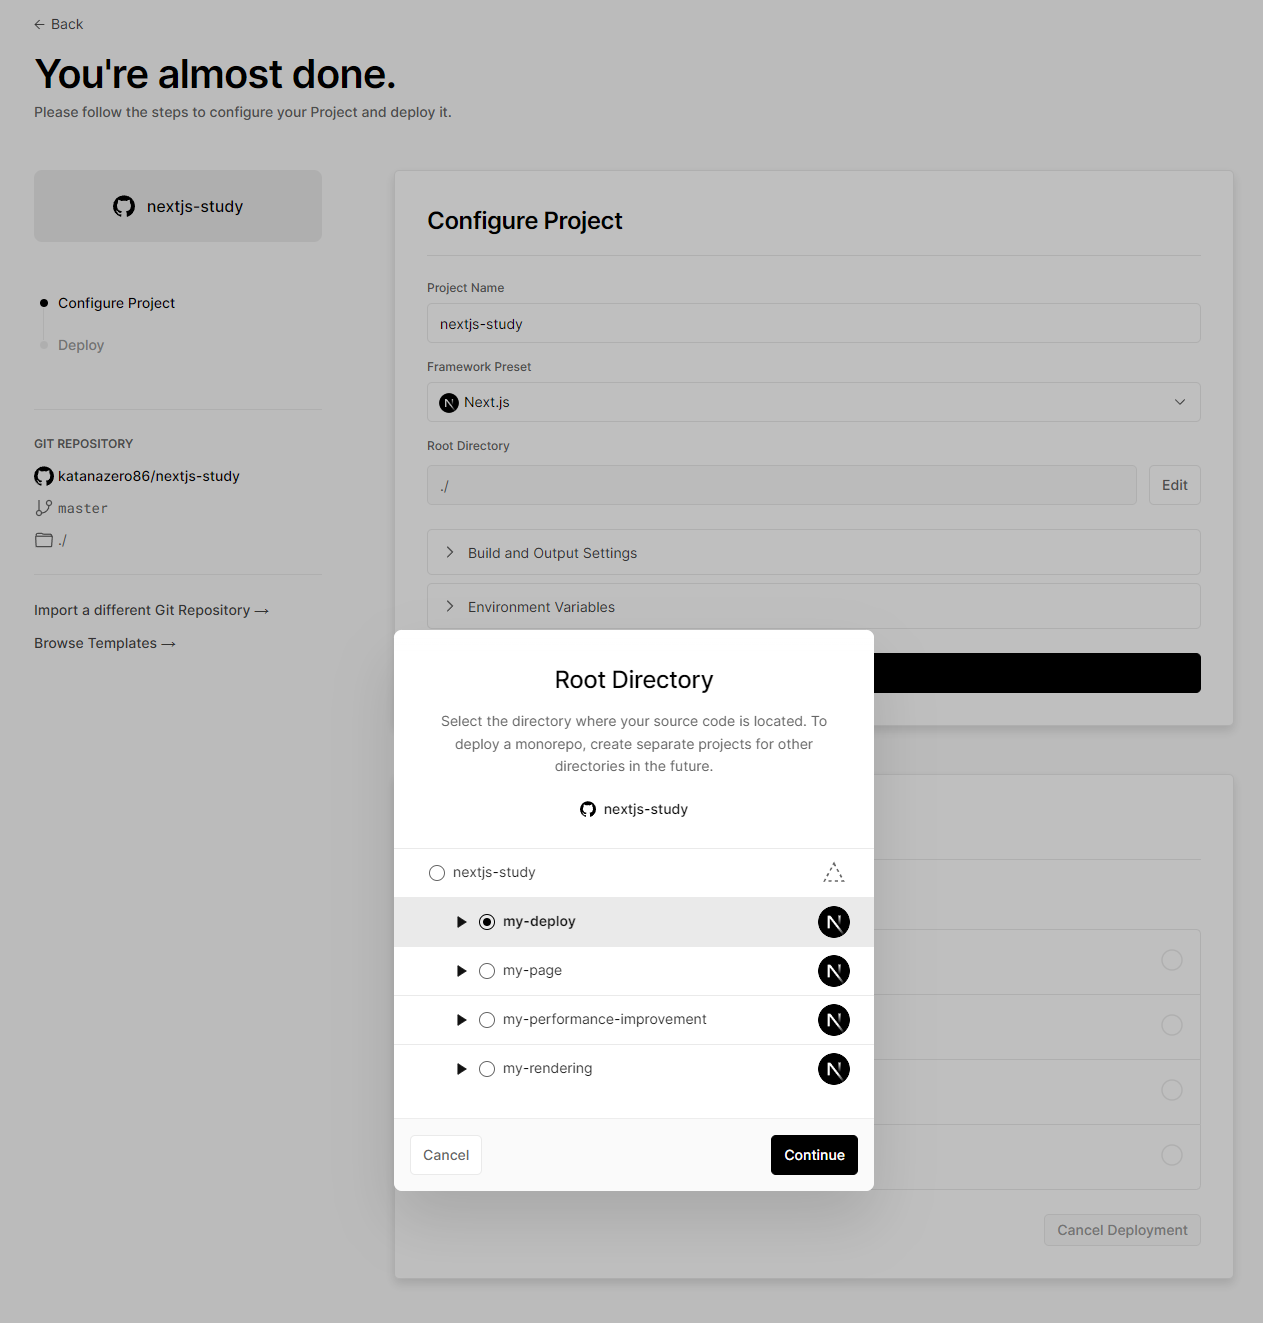 ← Back
You're almost done.
Please follow the steps to configure your Project and deploy it.
nextjs-study
Configure Project
Deploy
GIT REPOSITORY
katanazero86/nextjs-study
master
./
Import a different Git Repository →
Browse Templates →
Configure Project
Project Name
nextjs-study
Framework Preset
Next.js
Root Directory
./
Edit
Build and Output Settings
Environment Variables
Root Directory
Select the directory where your source code is located. To
deploy a monorepo, create separate projects for other
directories in the future.
nextjs-study
nextjs-study
my-deploy
my-page
my-performance-improvement
my-rendering
Cancel
Continue
Cancel Deployment